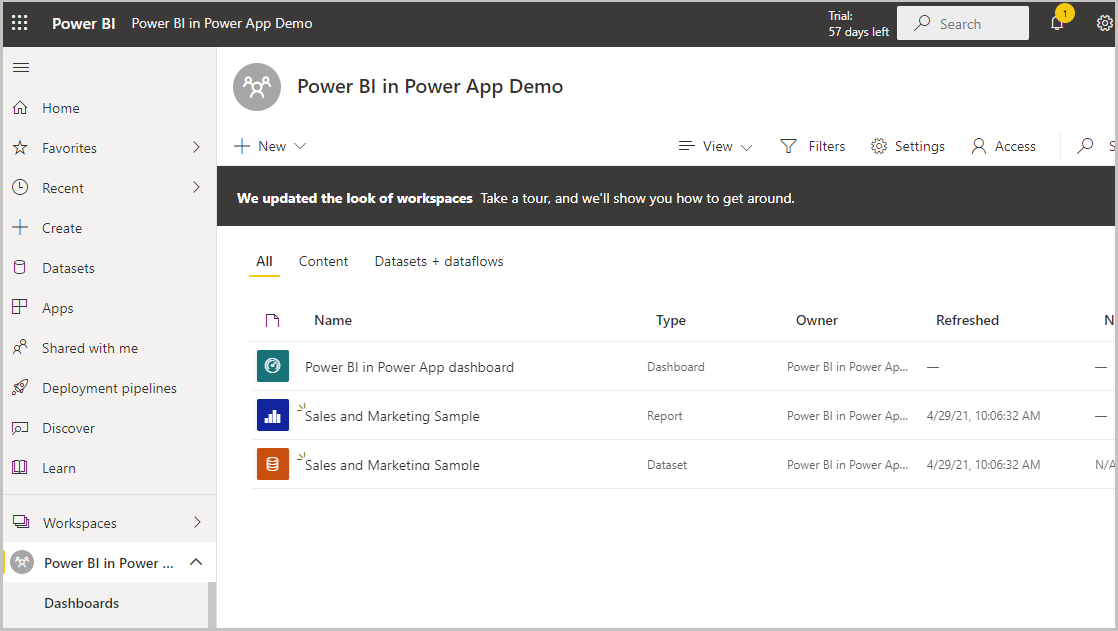 Power BI Power BI in Power App Demo
Trial:
57 days left
Search
1
Home
Favorites
Recent
Create
Datasets
Apps
Shared with me
Deployment pipelines
Discover
Learn
Workspaces
Power BI in Power ...
Dashboards
Power BI in Power App Demo
New View Filters Settings Access S
We updated the look of workspaces Take a tour, and we'll show you how to get around.
All Content Datasets + dataflows
Name Type Owner Refreshed N
Power BI in Power App dashboard Dashboard Power BI in Power Ap... — —
Sales and Marketing Sample Report Power BI in Power Ap... 4/29/21, 10:06:32 AM —
Sales and Marketing Sample Dataset Power BI in Power Ap... 4/29/21, 10:06:32 AM N/A